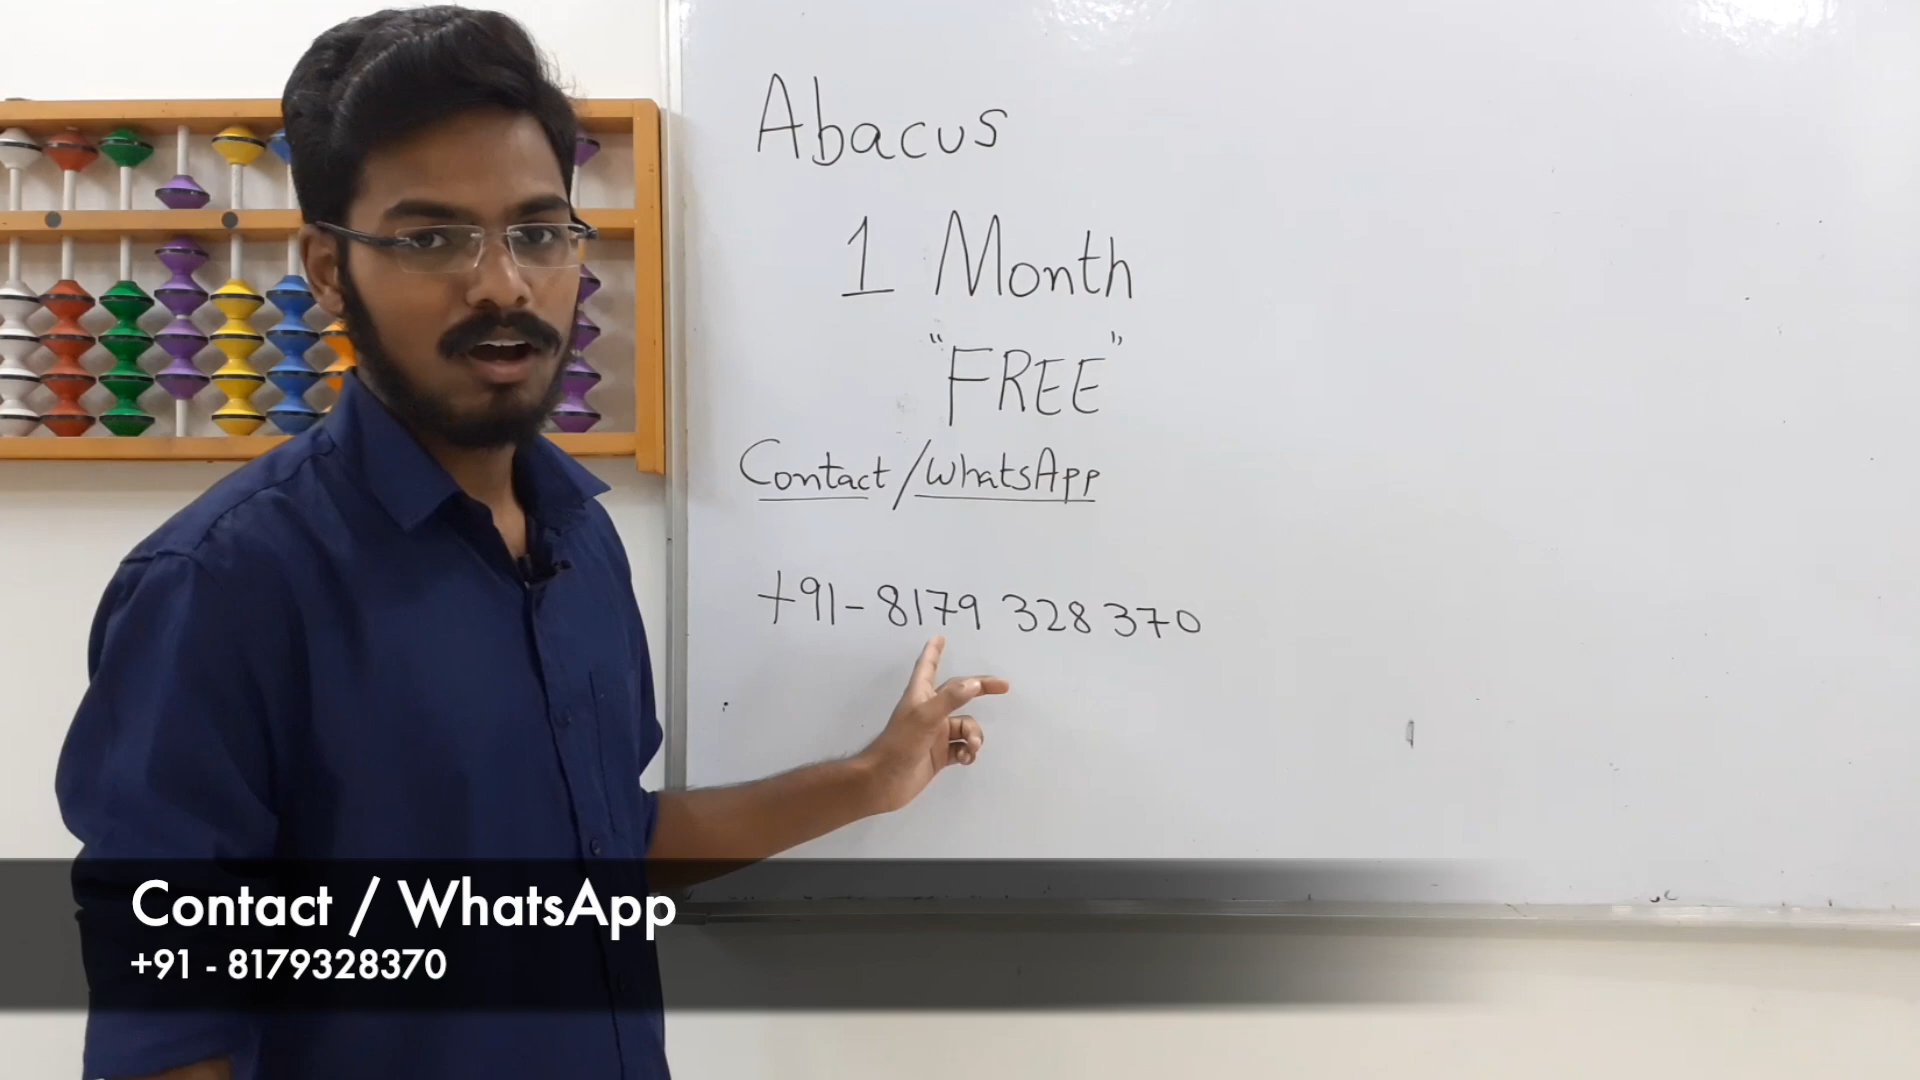 Abacus
1 Month
"FREE"
Contact / WhatsApp
+91- 8179 328 370
Contact / WhatsApp
+91 - 8179328370